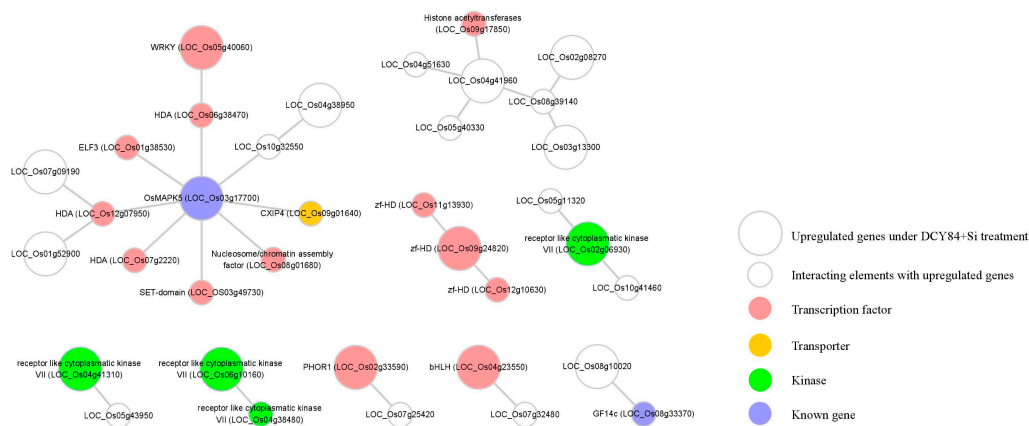 WRKY (LOC_Os05g40060)
HDA (LOC_Os06g38470)
LOC_Os04g38950
ELF3 (LOC_Os01g38530)
LOC_Os10g32550
LOC_Os07g09190
OsMAPK5 (LOC_Os03g17700)
HDA (LOC_Os12g07950)
CXIP4 (LOC_Os09g01640)
LOC_Os01g52900
HDA (LOC_Os07g2220)
Nucleosome/chromatin assembly
factor (LOC_Os08g01680)
SET-domain (LOC_OS03g49730)
Histone acetyltransferases
(LOC_Os09g17850)
LOC_Os04g51630
LOC_Os04g41960
LOC_Os02g08270
LOC_Os08g39140
LOC_Os05g40330
LOC_Os03g13300
zf-HD (LOC_Os11g13930)
zf-HD (LOC_Os09g24820)
zf-HD (LOC_Os12g10630)
LOC_Os05g11320
receptor like cytoplasmatic kinase
VII (LOC_Os02g06930)
LOC_Os10g41460
receptor like cytoplasmatic kinase
VII (LOC_Os04g41310)
LOC_Os05g43950
receptor like cytoplasmatic kinase
VII (LOC_Os06g10160)
receptor like cytoplasmatic kinase
VII (LOC_Os04g38480)
PHOR1 (LOC_Os02g33590)
LOC_Os07g25420
bHLH (LOC_Os04g23550)
LOC_Os07g32480
LOC_Os08g10020
GF14c (LOC_Os08g33370)
Upregulated genes under DCY84+Si treatment
Interacting elements with upregulated genes
Transcription factor
Transporter
Kinase
Known gene